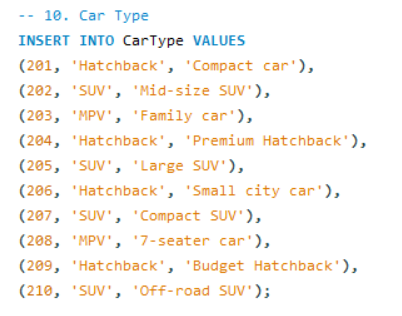 -- 10. Car Type
INSERT INTO CarType VALUES
(201, 'Hatchback', 'Compact car'),
(202, 'SUV', 'Mid-size SUV'),
(203, 'MPV', 'Family car'),
(204, 'Hatchback', 'Premium Hatchback'),
(205, 'SUV', 'Large SUV'),
(206, 'Hatchback', 'Small city car'),
(207, 'SUV', 'Compact SUV'),
(208, 'MPV', '7-seater car'),
(209, 'Hatchback', 'Budget Hatchback'),
(210, 'SUV', 'Off-road SUV');